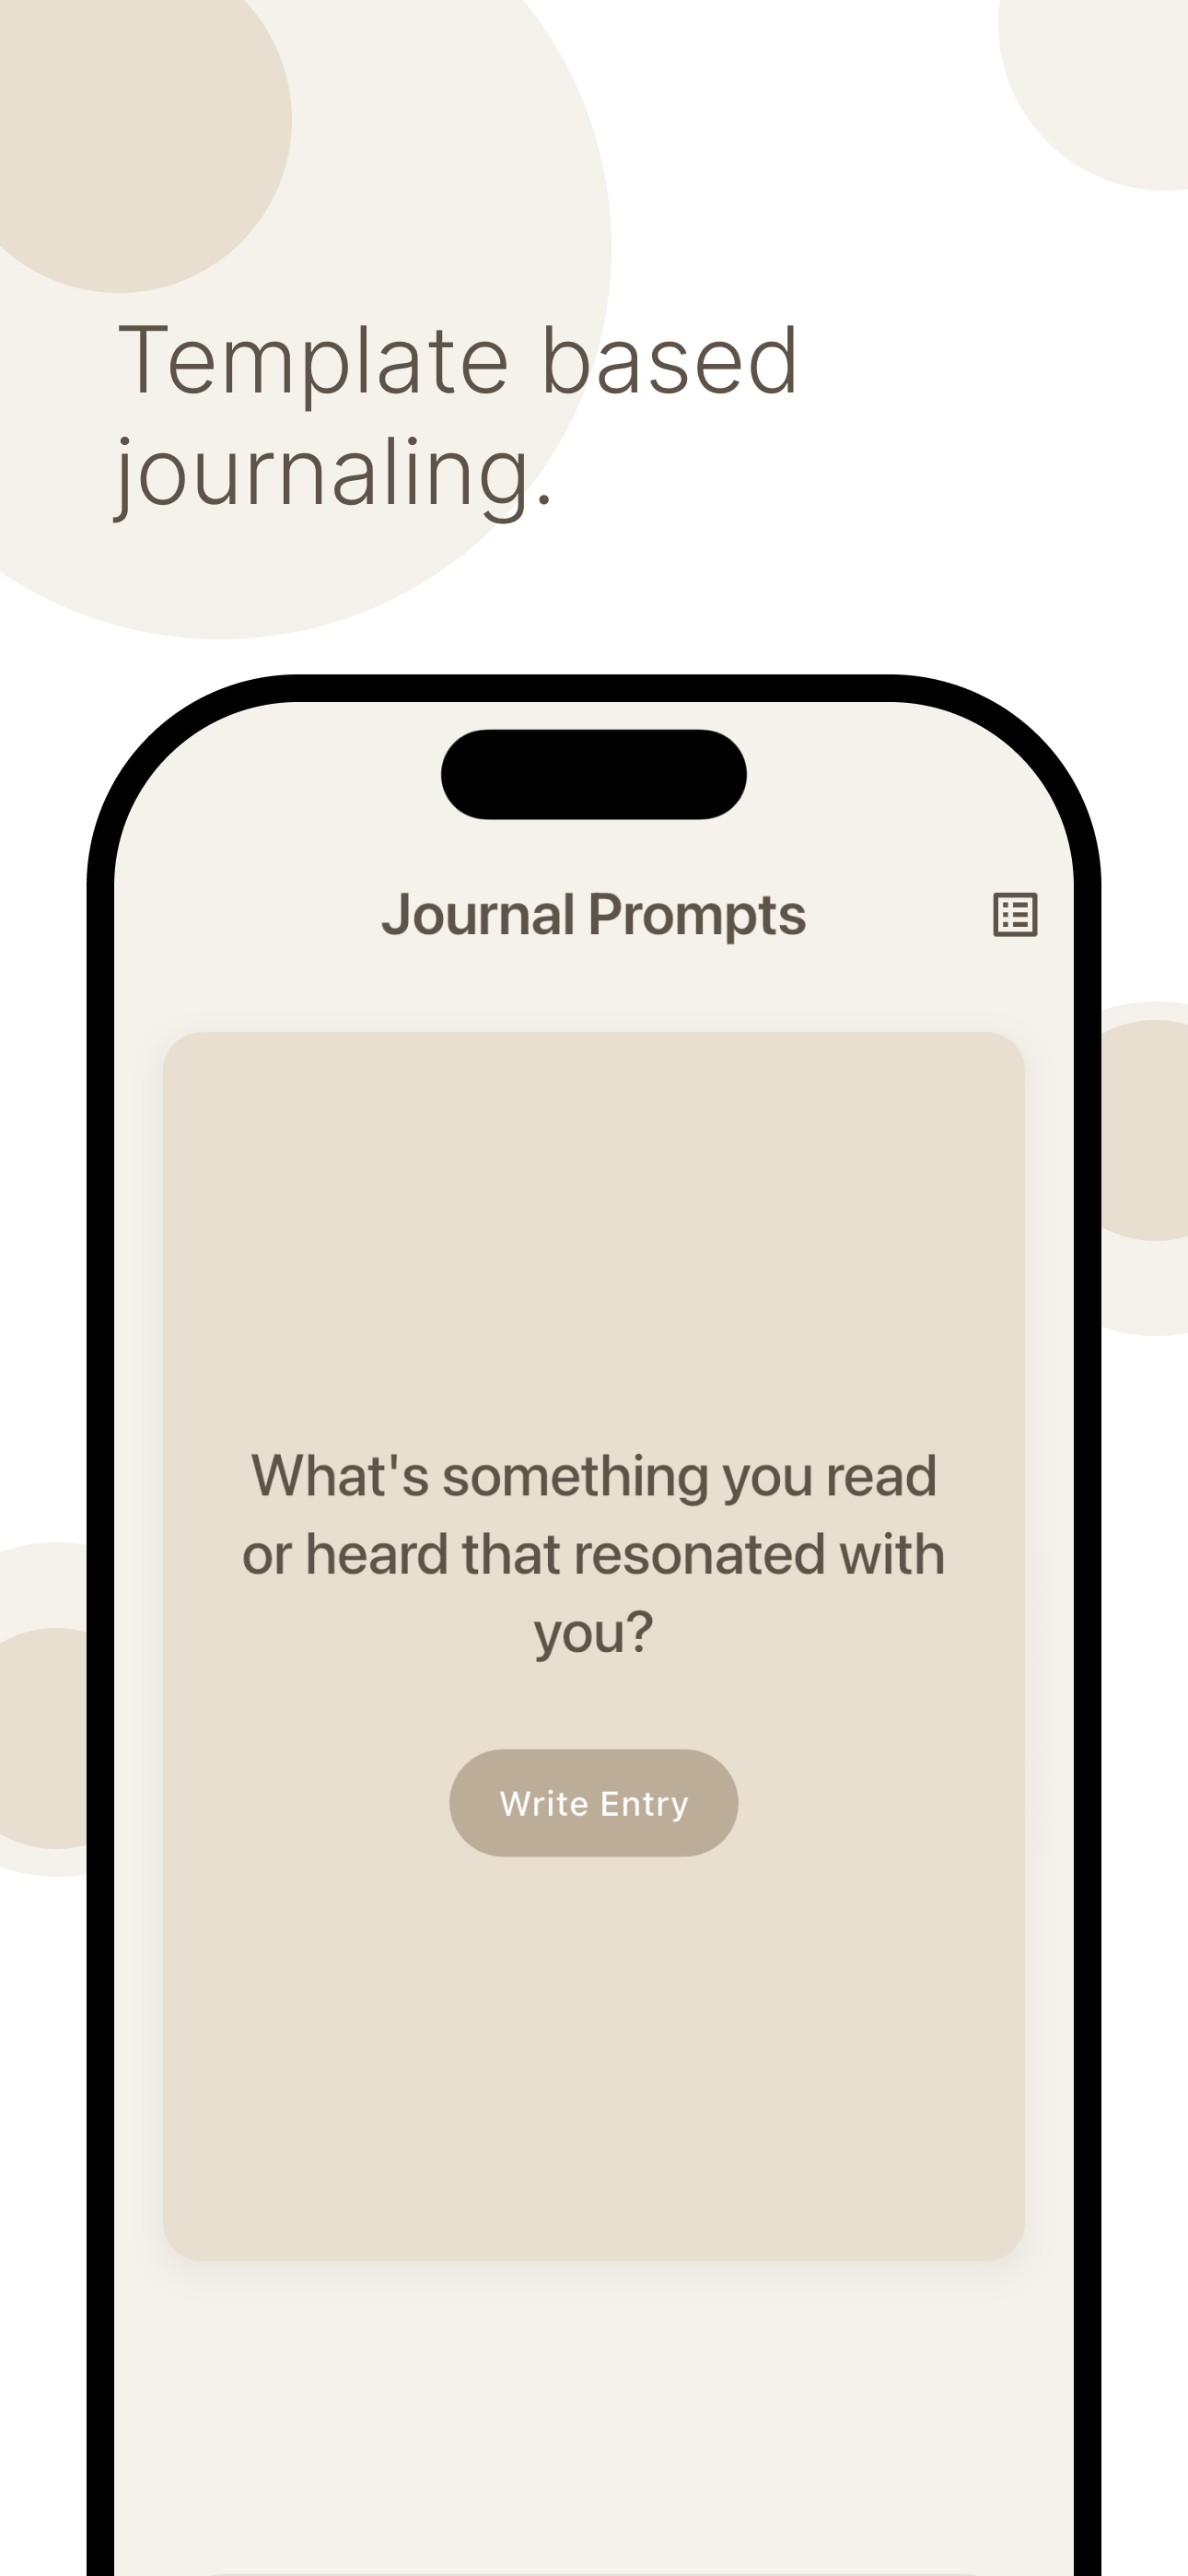 Template based
journaling.
Journal Prompts
What's something you read
or heard that resonated with
you?
Write Entry